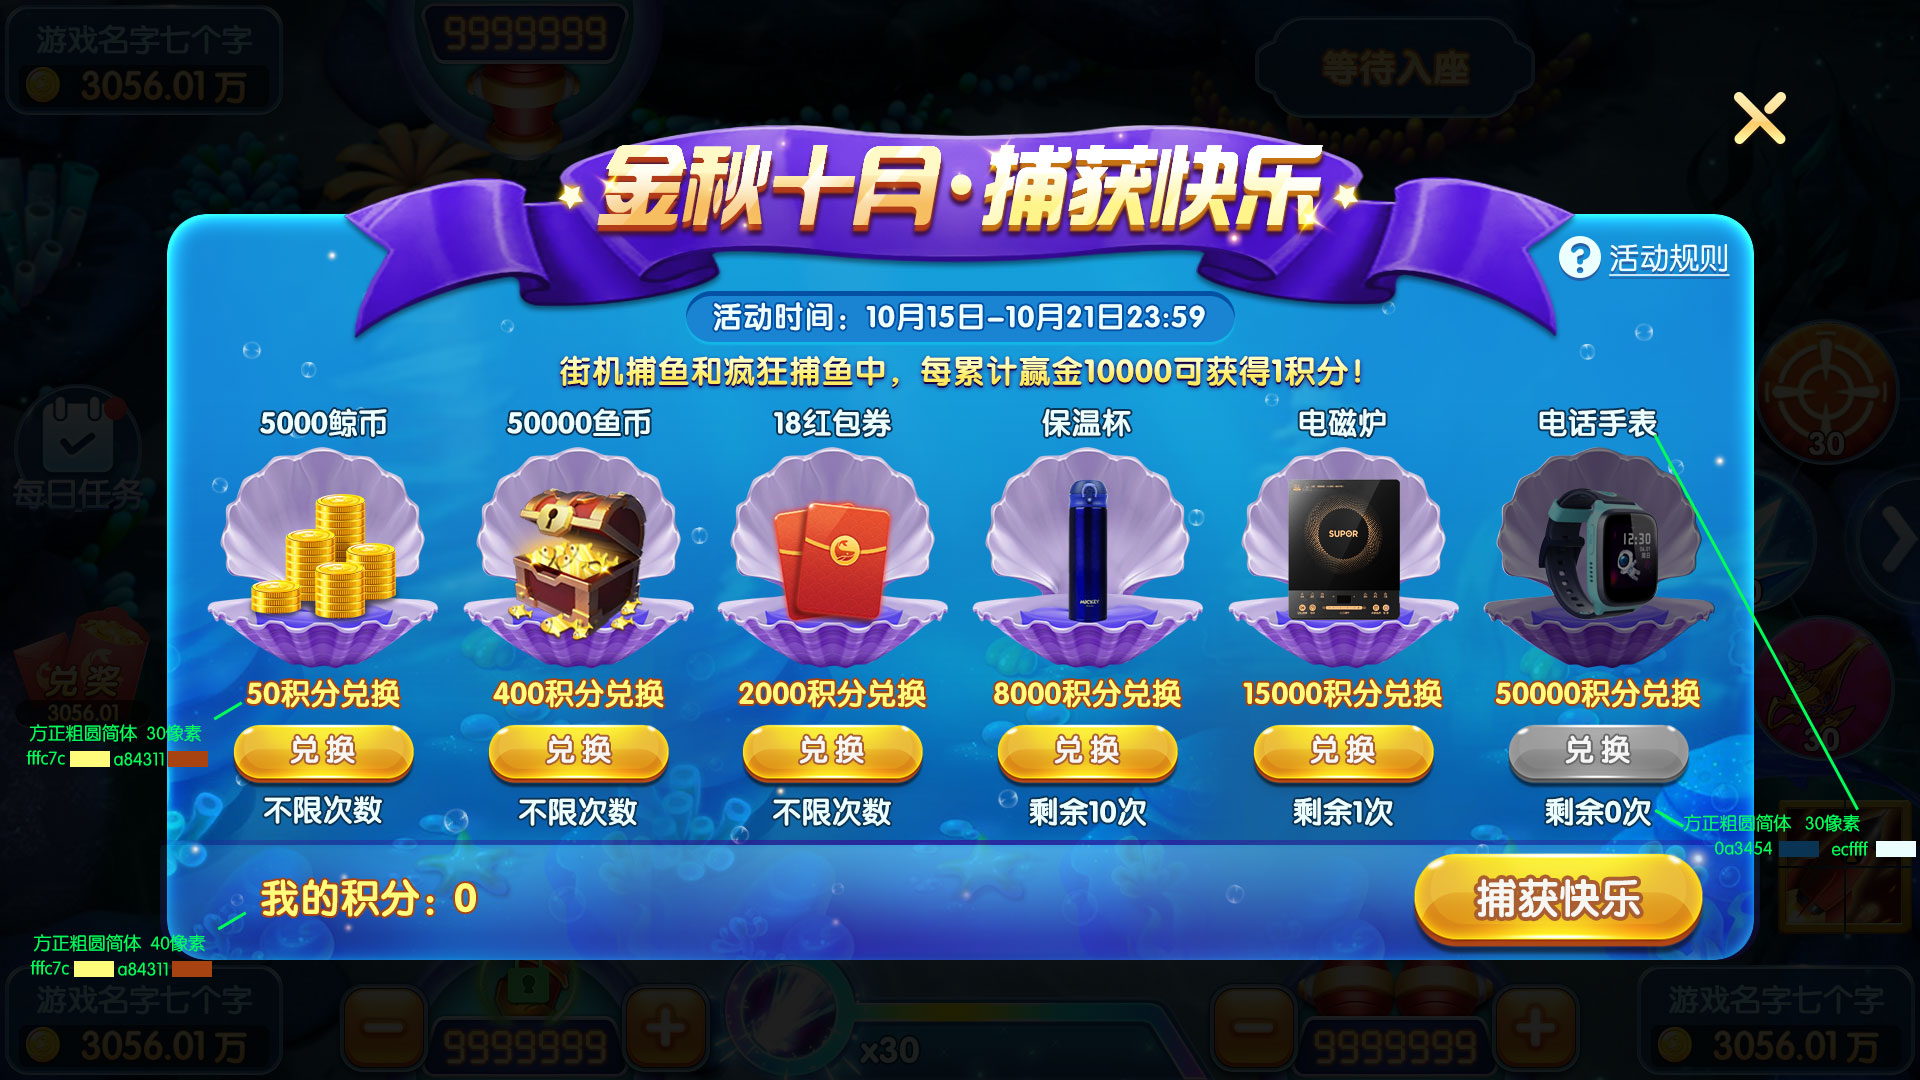 游戏名字七个字
3056.01万
9999999
等待入座
金秋十月·捕获快乐
? 活动规则
活动时间：10月15日-10月21日23:59
街机捕鱼和疯狂捕鱼中，每累计赢金10000可获得1积分！
5000鲸币
50000鱼币
18红包券
保温杯
电磁炉
电话手表
30
每日任务
SUPOR
12:30
MICKEY
兑奖
3056.01
50积分兑换
400积分兑换
2000积分兑换
8000积分兑换
15000积分兑换
50000积分兑换
方正粗圆简体 30像素
fffc7c a84311
兑换
兑换
兑换
兑换
兑换
兑换
30
不限次数
不限次数
不限次数
剩余10次
剩余1次
剩余0次
方正粗圆简体 30像素
0a3454 ecffff
我的积分：0
捕获快乐
方正粗圆简体 40像素
fffc7c a84311
游戏名字七个字
3056.01万
9999999
x30
9999999
游戏名字七个字
3056.01万